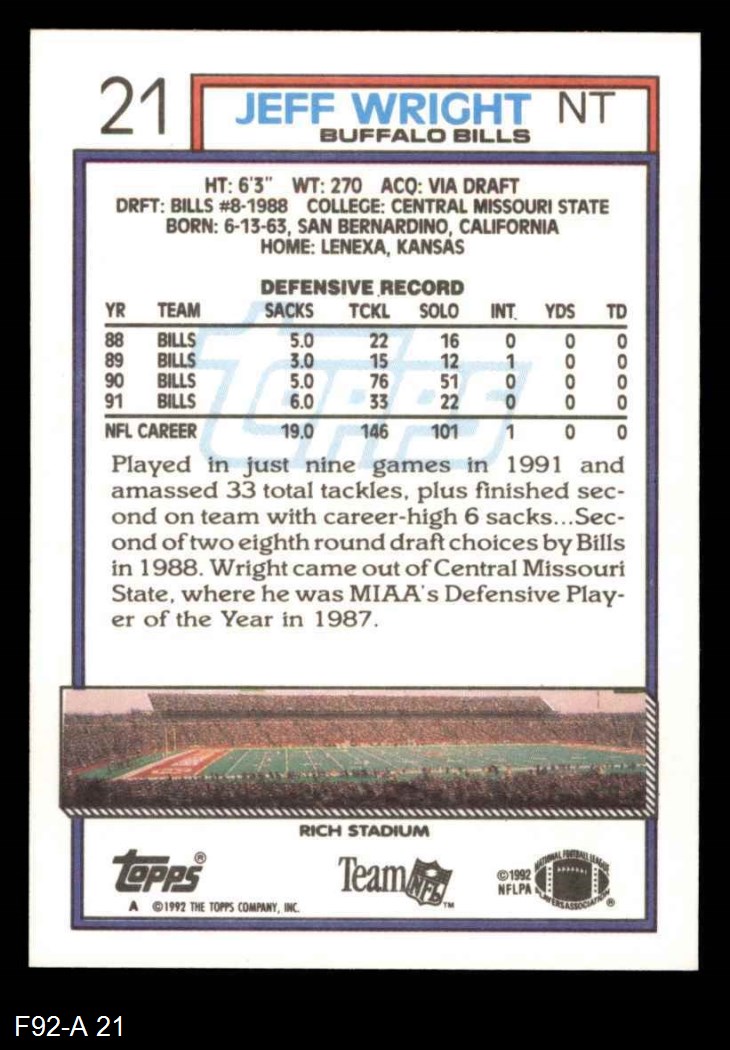 21 JEFF WRIGHT NT
BUFFALO BILLS
HT: 6'3" WT: 270 ACQ: VIA DRAFT
DRFT: BILLS #8-1988 COLLEGE: CENTRAL MISSOURI STATE
BORN: 6-13-63, SAN BERNARDINO, CALIFORNIA
HOME: LENEXA, KANSAS
DEFENSIVE RECORD
YR TEAM SACKS TCKL SOLO INT. YDS TD
88 BILLS 5.0 22 16 0 0 0
89 BILLS 3.0 15 12 1 0 0
90 BILLS 5.0 76 51 0 0 0
91 BILLS 6.0 33 22 0 0 0
NFL CAREER 19.0 146 101 1 0 0
TOPPS
Played in just nine games in 1991 and
amassed 33 total tackles, plus finished sec-
ond on team with career-high 6 sacks...Sec-
ond of two eighth round draft choices by Bills
in 1988. Wright came out of Central Missouri
State, where he was MIAA's Defensive Play-
er of the Year in 1987.
RICH STADIUM
TOPPS®
Team NFL™
©1992
NFLPA
NATIONAL FOOTBALL LEAGUE
PLAYERS ASSOCIATION®
A ©1992 THE TOPPS COMPANY, INC.
F92-A 21